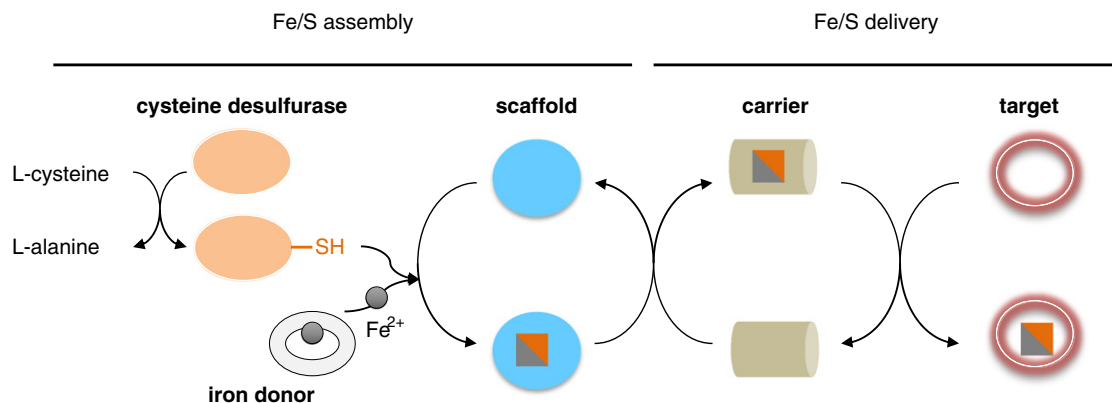 Fe/S assembly
Fe/S delivery
cysteine desulfurase
scaffold
carrier
target
L-cysteine
L-alanine
SH
Fe2+
iron donor